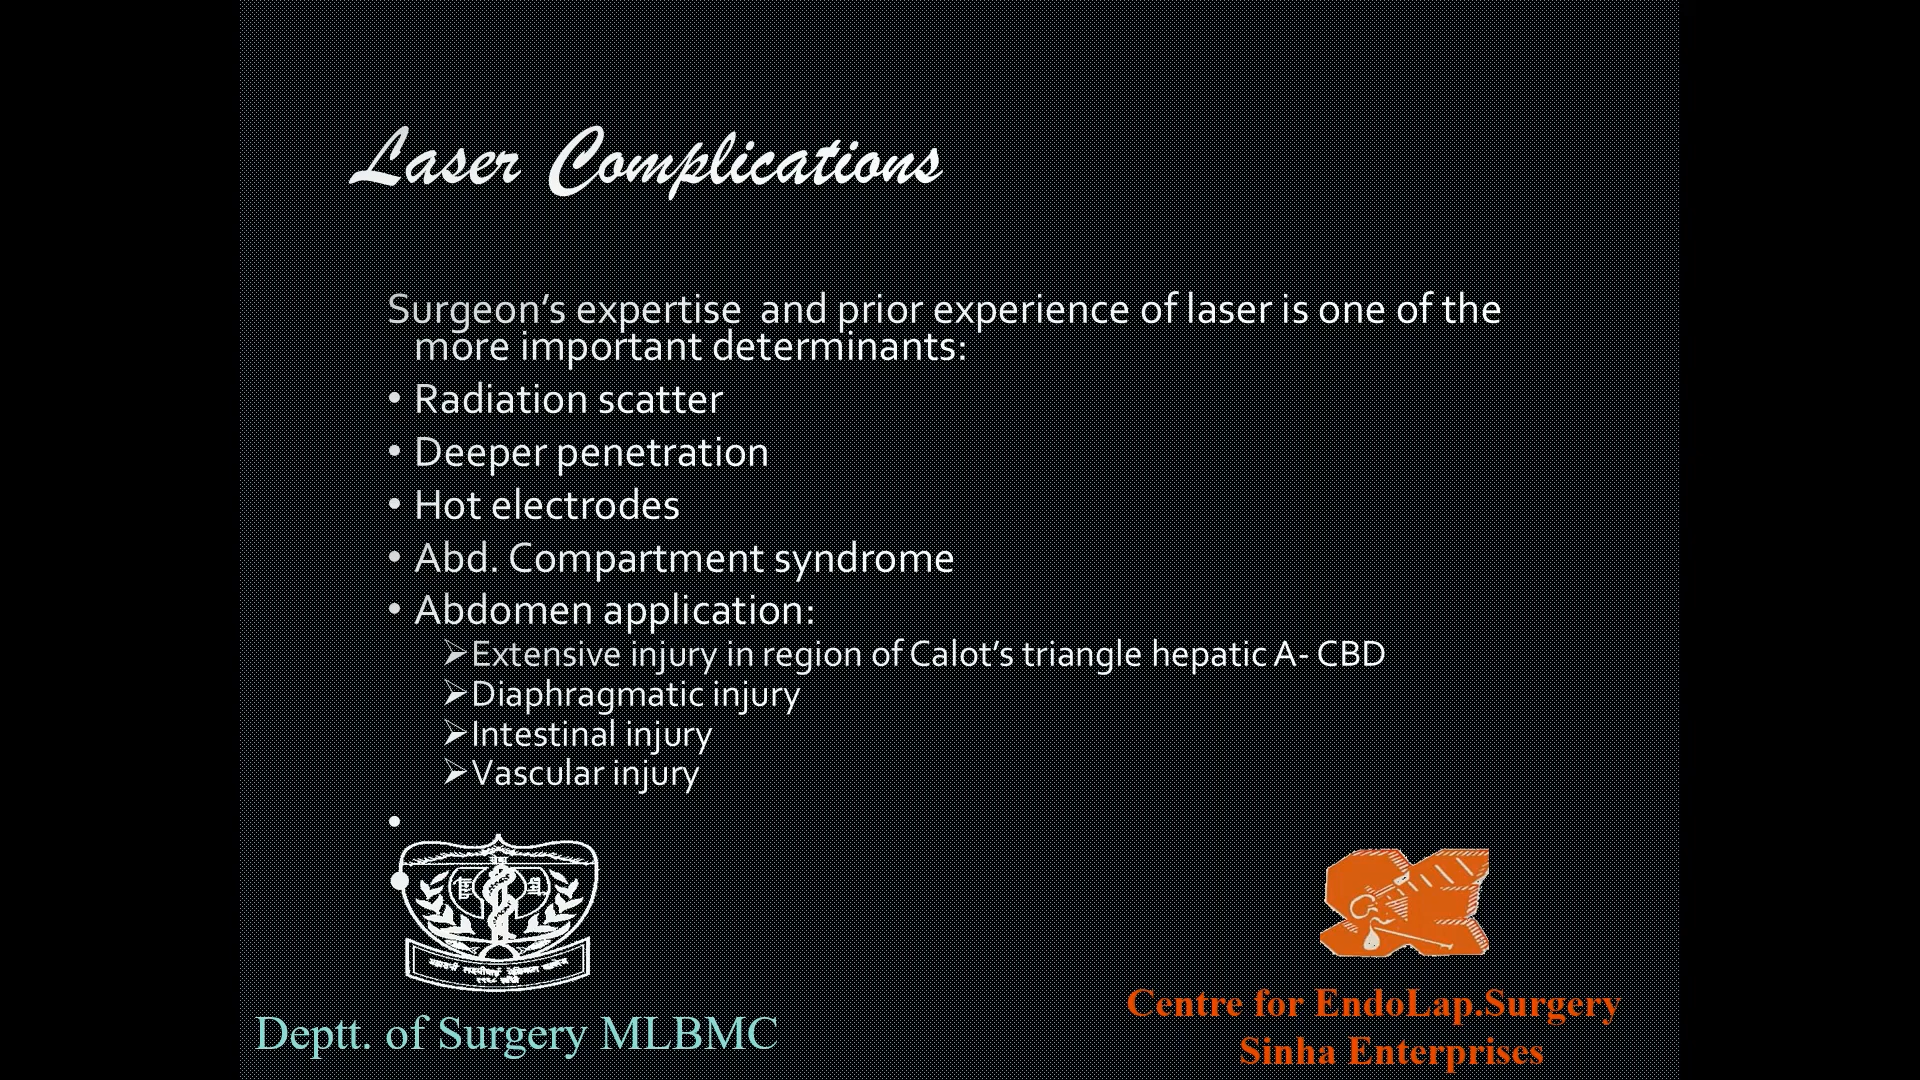 Laser Complications
Surgeon’s expertise  and prior experience of laser is one of the
more important determinants:
• Radiation scatter
• Deeper penetration
• Hot electrodes
• Abd. Compartment syndrome
• Abdomen application:
➢Extensive injury in region of Calot’s triangle hepatic A- CBD
➢Diaphragmatic injury
➢Intestinal injury
➢Vascular injury
Deptt. of Surgery MLBMC
Centre for EndoLap.Surgery
Sinha Enterprises